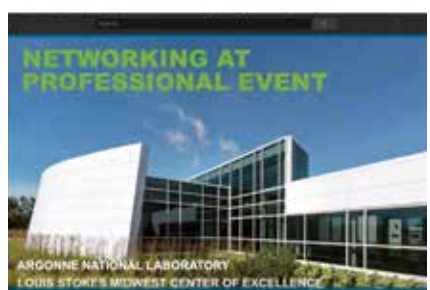 NETWORKING AT
PROFESSIONAL EVENT
ARGONNE NATIONAL LABORATORY
LOUIS STOKES MIDWEST CENTER OF EXCELLENCE